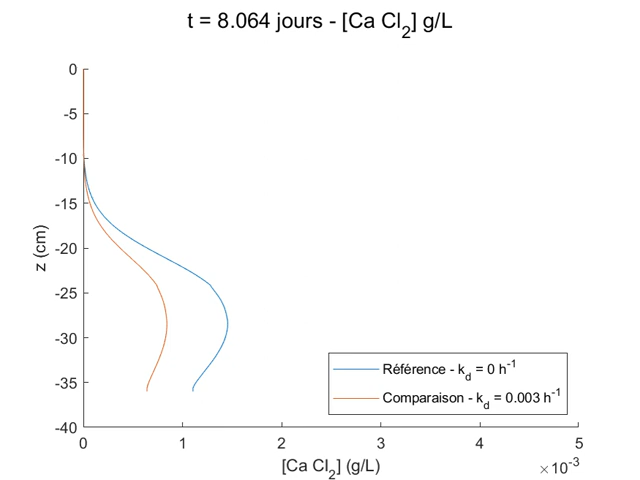 t = 8.064 jours - [Ca Cl2] g/L
0
-5
-10
-15
-20
-25
-30
-35
-40
z (cm)
Référence - kd = 0 h-1
Comparaison - kd = 0.003 h-1
0 1 2 3 4 5
[Ca Cl2] (g/L)
×10-3